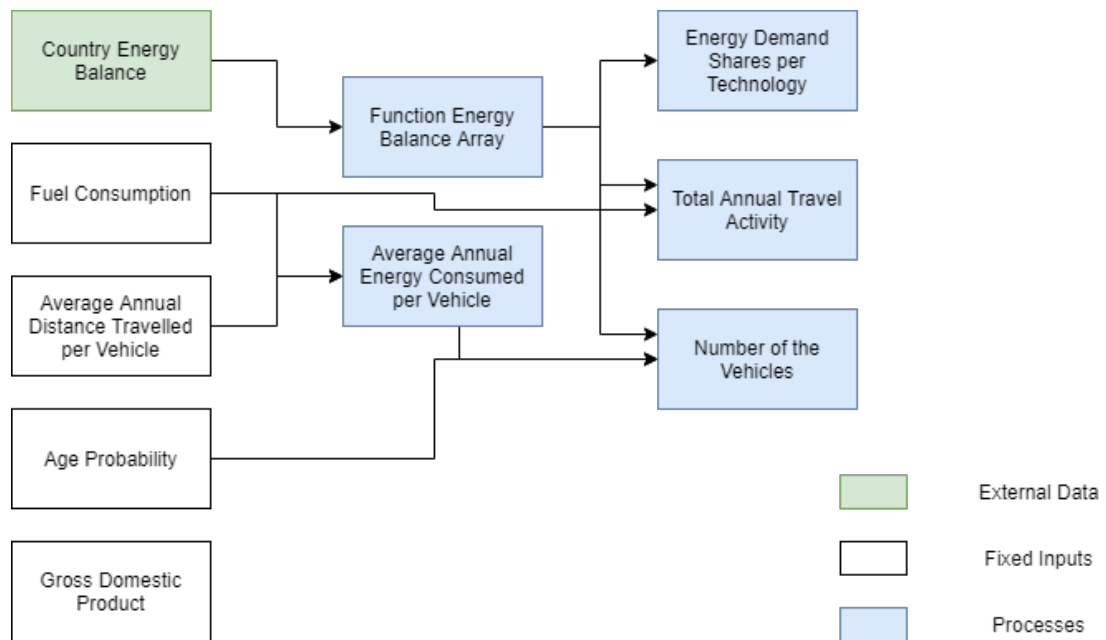 Country Energy
Balance
Function Energy
Balance Array
Energy Demand
Shares per
Technology
Fuel Consumption
Total Annual Travel
Activity
Average Annual
Energy Consumed
per Vehicle
Average Annual
Distance Travelled
per Vehicle
Number of the
Vehicles
Age Probability
Gross Domestic
Product
External Data
Fixed Inputs
Processes